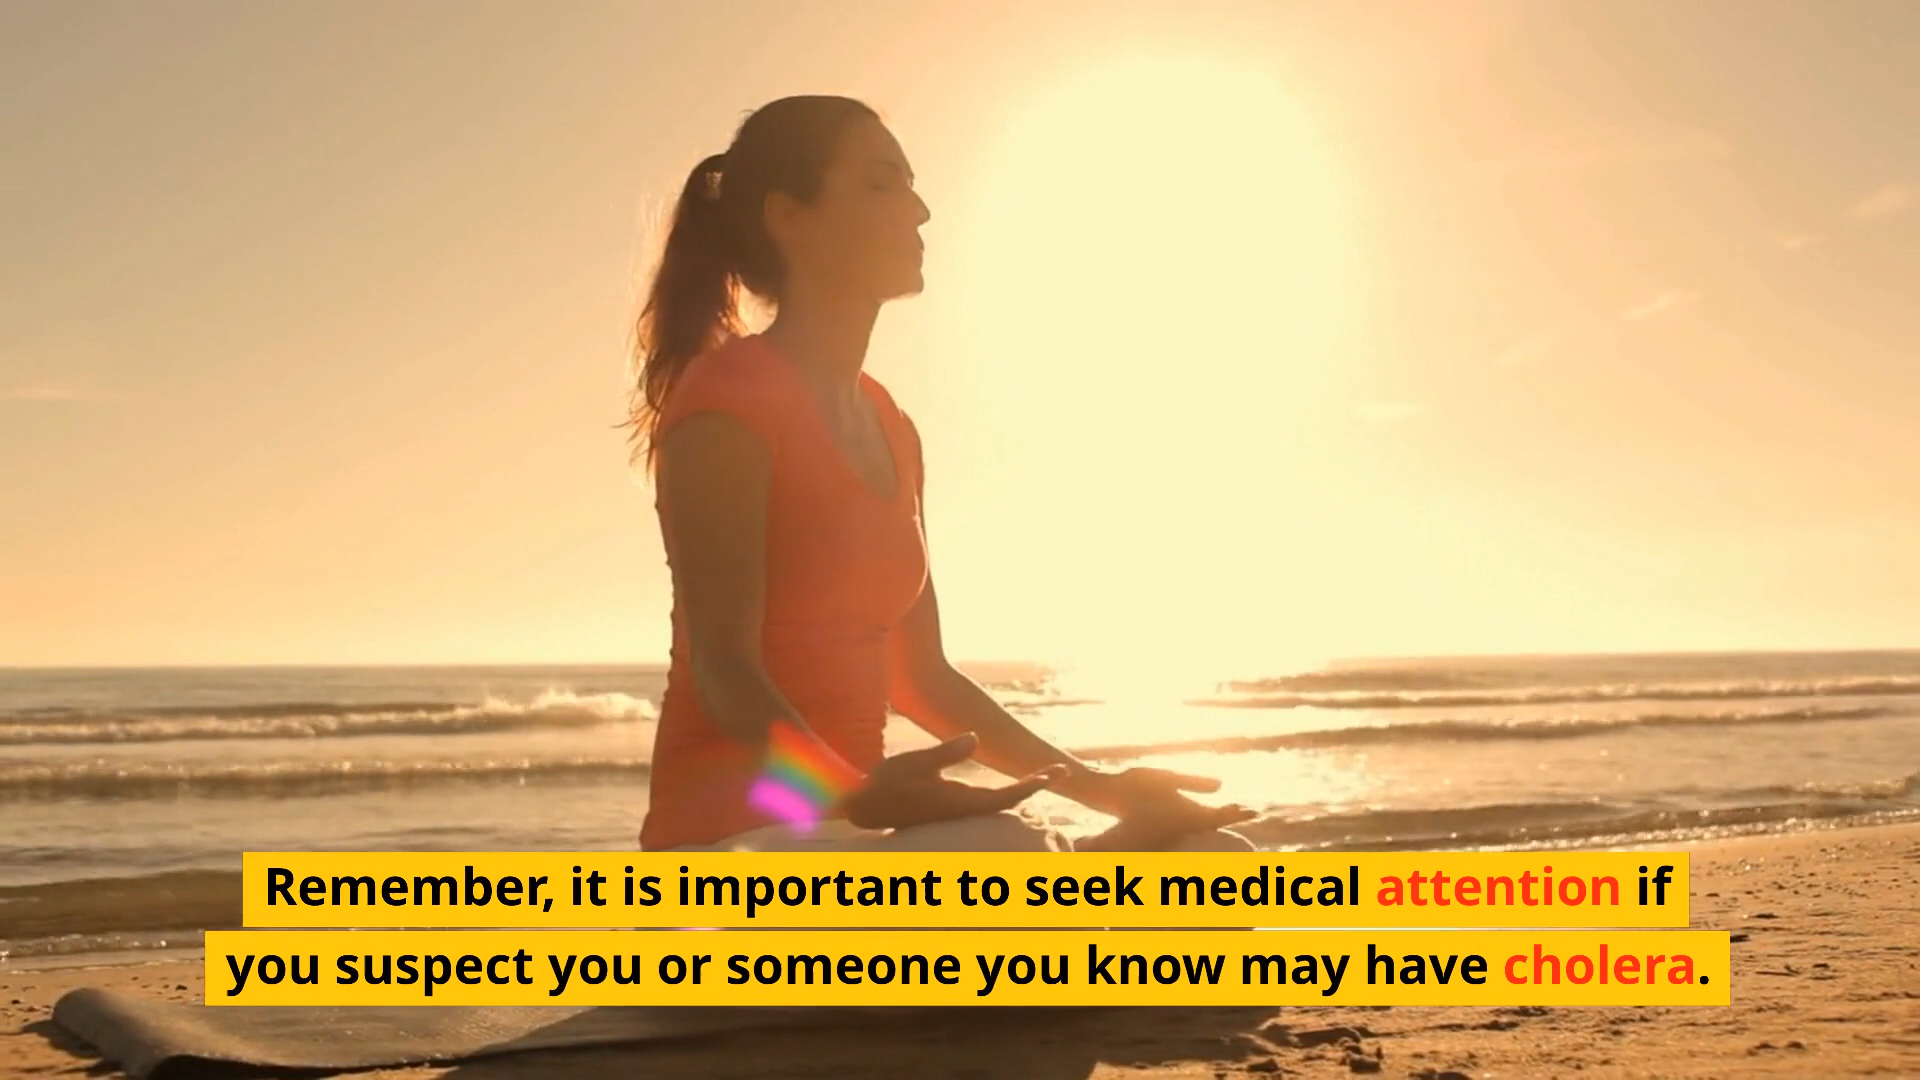 Remember, it is important to seek medical attention if
you suspect you or someone you know may have cholera.